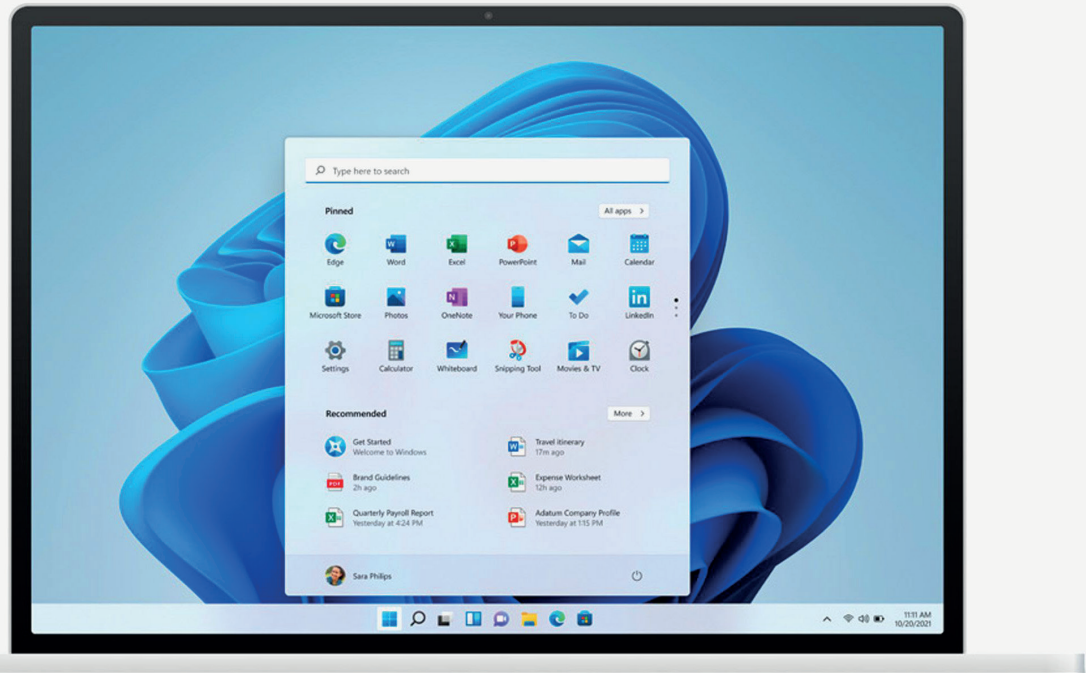 Type here to search
Pinned
All apps >
Edge
Word
Excel
PowerPoint
Mail
Calendar
Microsoft Store
Photos
OneNote
Your Phone
To Do
LinkedIn
Settings
Calculator
Whiteboard
Snipping Tool
Movies & TV
Clock
Recommended
More >
Get Started
Welcome to Windows
Travel itinerary
17m ago
Brand Guidelines
2h ago
Expense Worksheet
12h ago
Quarterly Payroll Report
Yesterday at 4:24 PM
Adatum Company Profile
Yesterday at 1:15 PM
Sara Philips
11:11 AM
10/20/2021